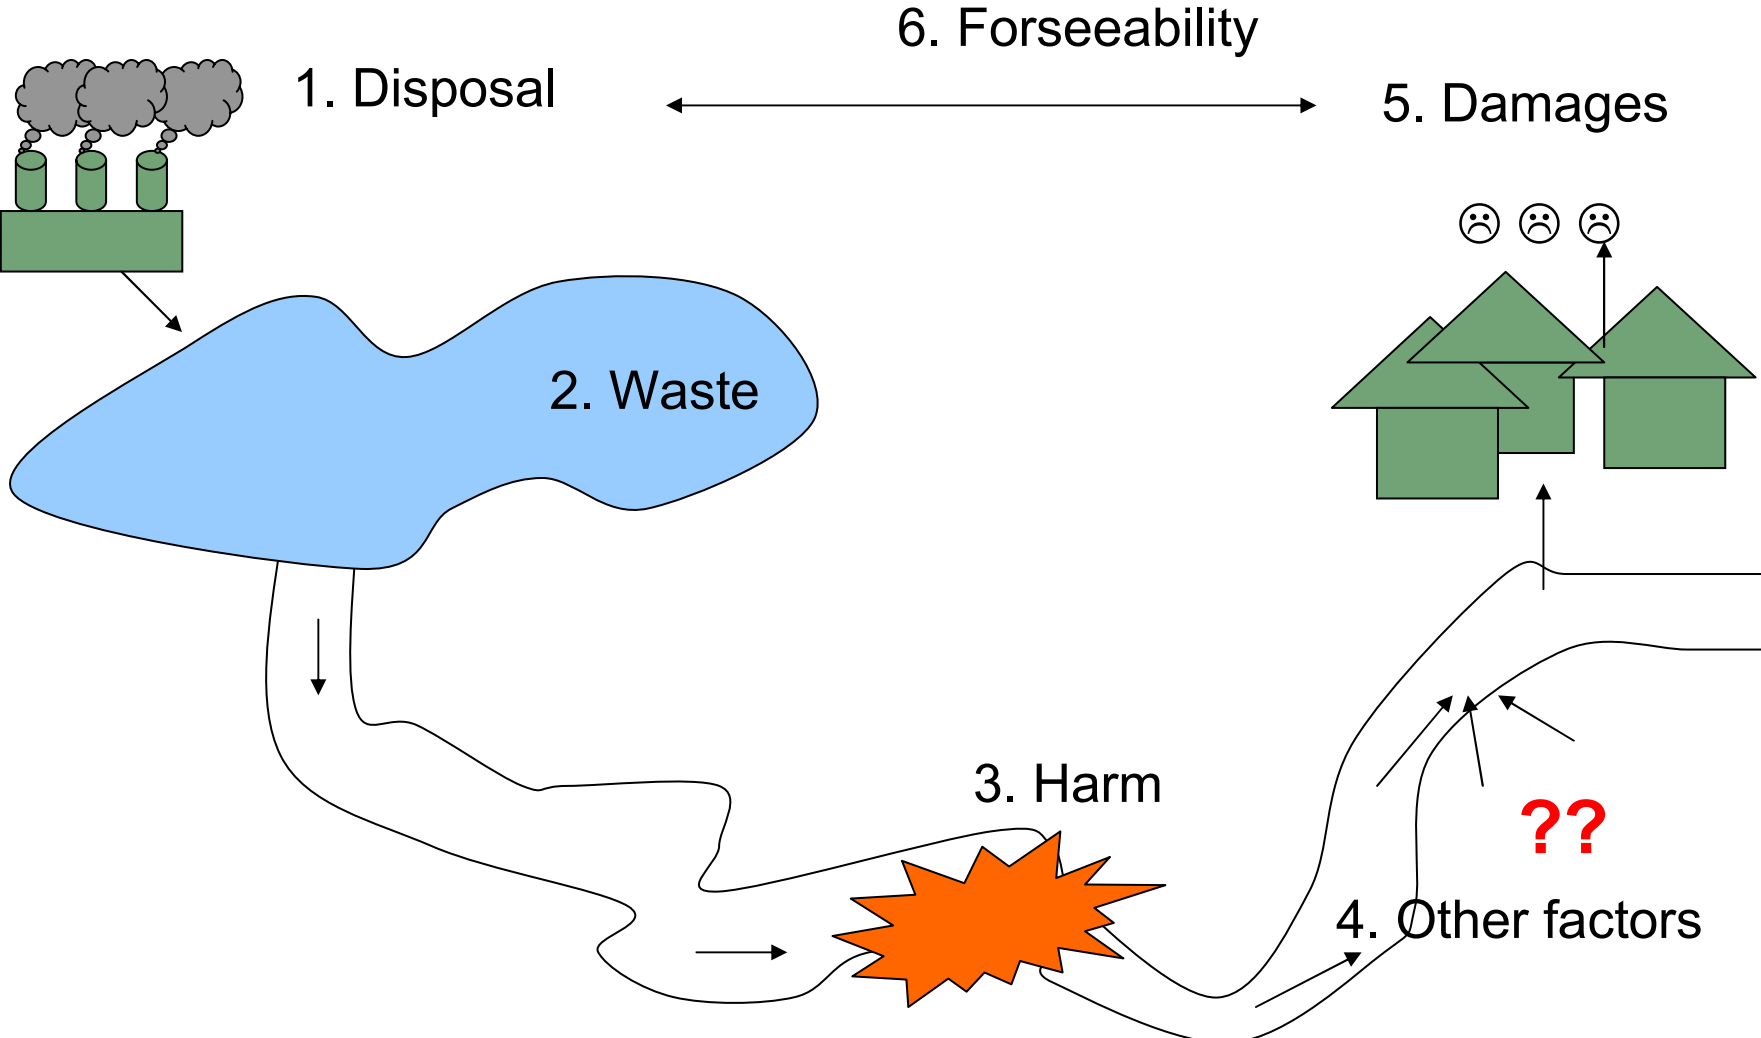 6. Forseeability
1. Disposal
5. Damages
2. Waste
3. Harm
??
4. Other factors